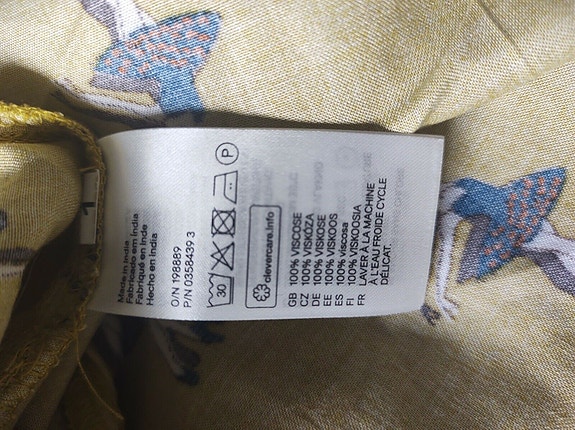 Made in India
Fabricado em Índia
Fabriqué en Inde
Hecho en India
O/N 198889
P/N 0358439 3
30
P
clevercare.info
GB 100% VISCOSE
CZ 100% VISKÓZA
DE 100% VISKOSE
EE 100% VISKOOS
ES 100% viscosa
FI 100% VISKOOSIA
FR LAVER À LA MACHINE
À L'EAU FROIDE CYCLE
DÉLICAT.